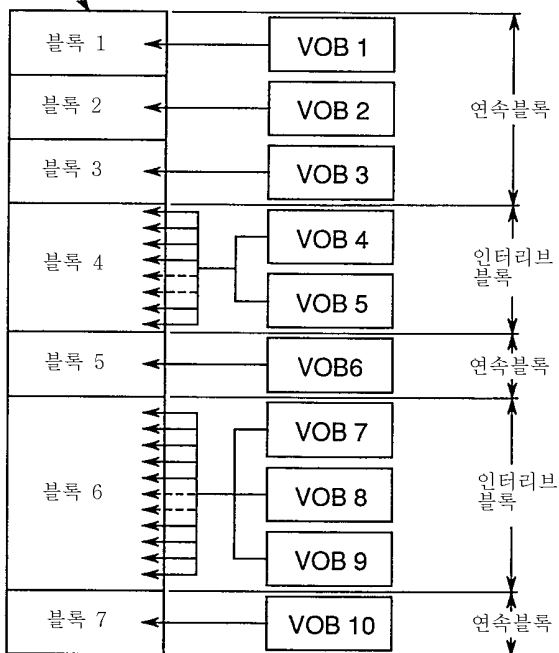 블록 1
VOB 1
블록 2
VOB 2
연속블록
블록 3
VOB 3
블록 4
VOB 4
인터리브
블록
VOB 5
블록 5
VOB6
연속블록
VOB 7
블록 6
VOB 8
인터리브
블록
VOB 9
블록 7
VOB 10
연속블록